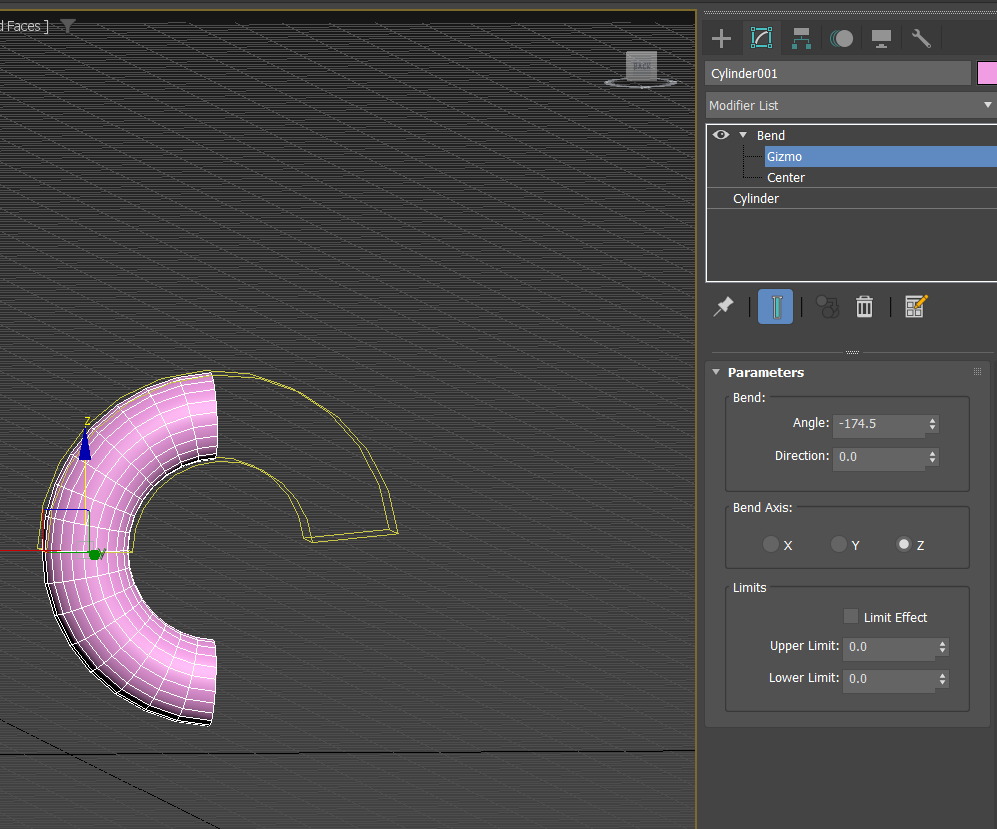 d Faces ]
BACK
Cylinder001
Modifier List
Bend
Gizmo
Center
Cylinder
z
y
Parameters
Bend:
Angle: -174.5
Direction: 0.0
Bend Axis:
X Y Z
Limits
Limit Effect
Upper Limit: 0.0
Lower Limit: 0.0